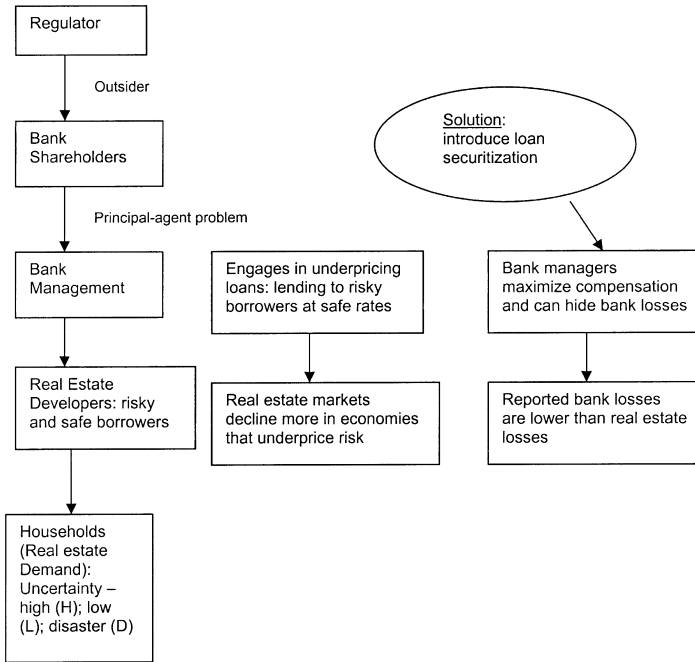 Regulator
Outsider
Bank
Shareholders
Solution:
introduce loan
securitization
Principal-agent problem
Bank
Management
Engages in underpricing
loans: lending to risky
borrowers at safe rates
Bank managers
maximize compensation
and can hide bank losses
Real Estate
Developers: risky
and safe borrowers
Real estate markets
decline more in economies
that underprice risk
Reported bank losses
are lower than real estate
losses
Households
(Real estate
Demand):
Uncertainty –
high (H); low
(L); disaster (D)